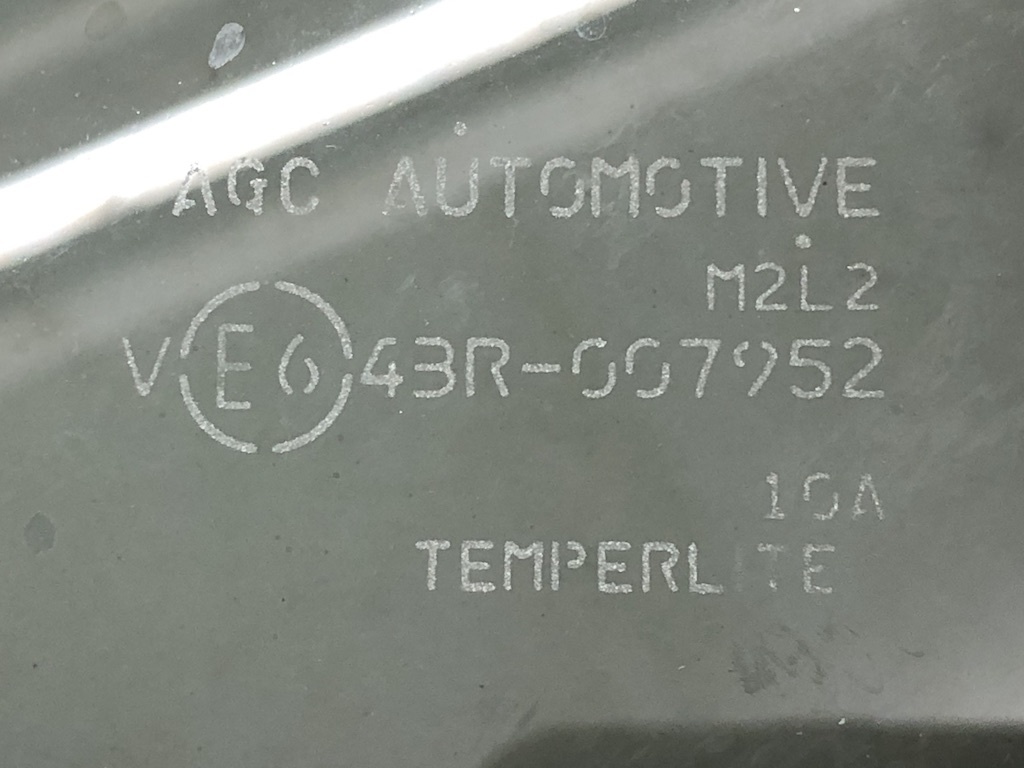 AGC AUTOMOTIVE
M2L2
V E6 43R-007952
10A
TEMPERLITE